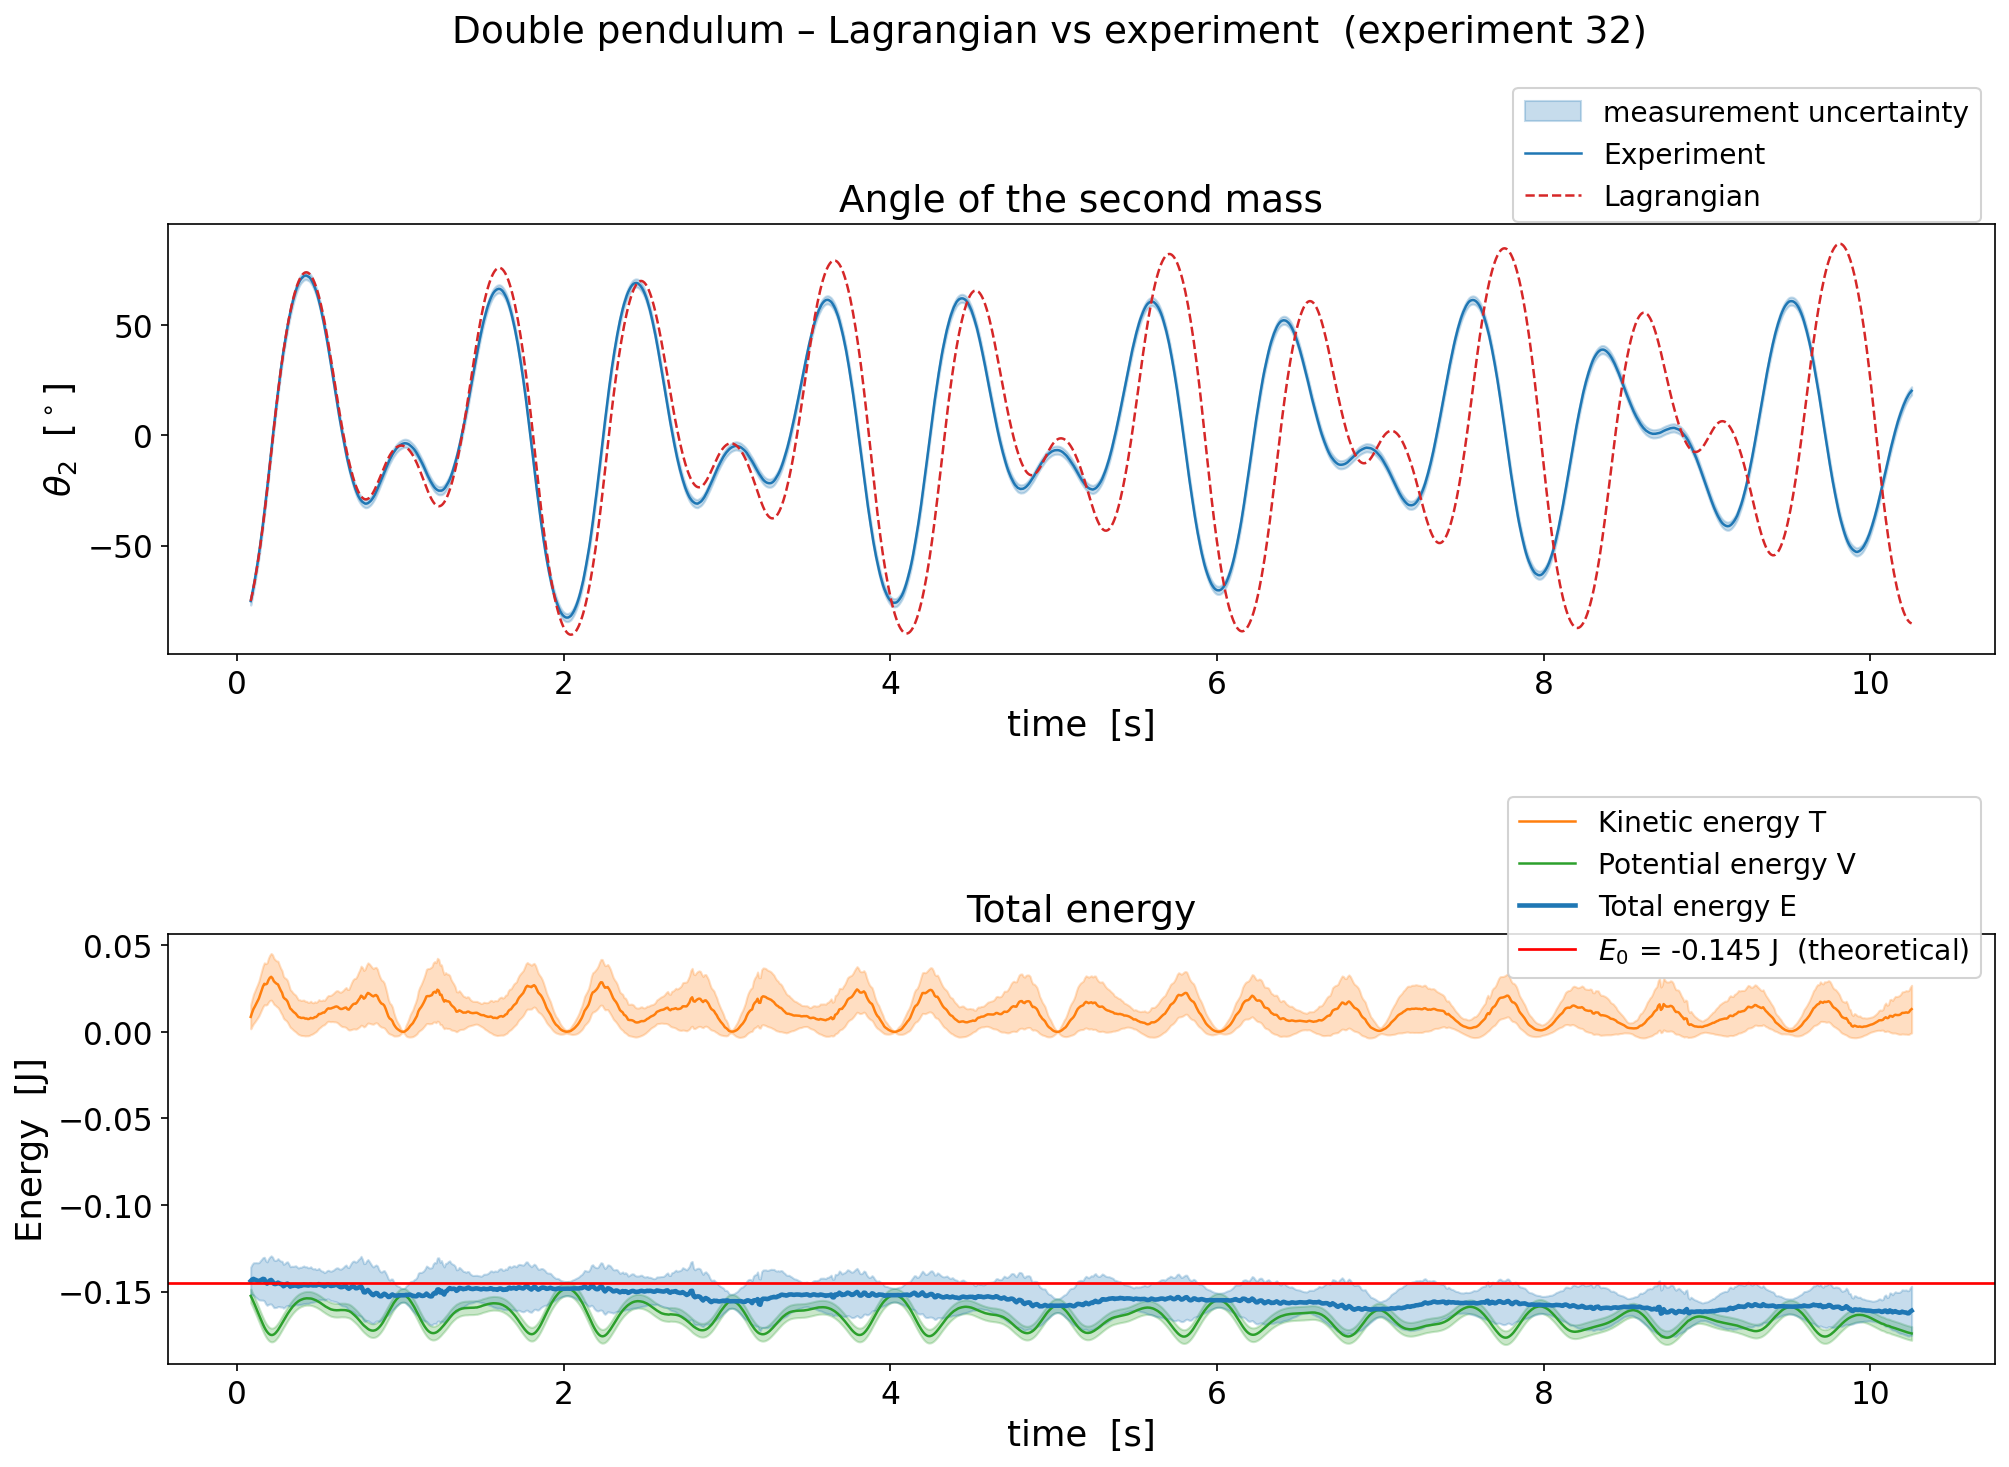 Double pendulum – Lagrangian vs experiment  (experiment 32)
measurement uncertainty
Experiment
Lagrangian
Angle of the second mass
50
0
−50
θ₂ [°]
0 2 4 6 8 10
time [s]
Kinetic energy T
Potential energy V
Total energy E
E₀ = -0.145 J  (theoretical)
Total energy
0.05
0.00
−0.05
−0.10
−0.15
Energy [J]
0 2 4 6 8 10
time [s]